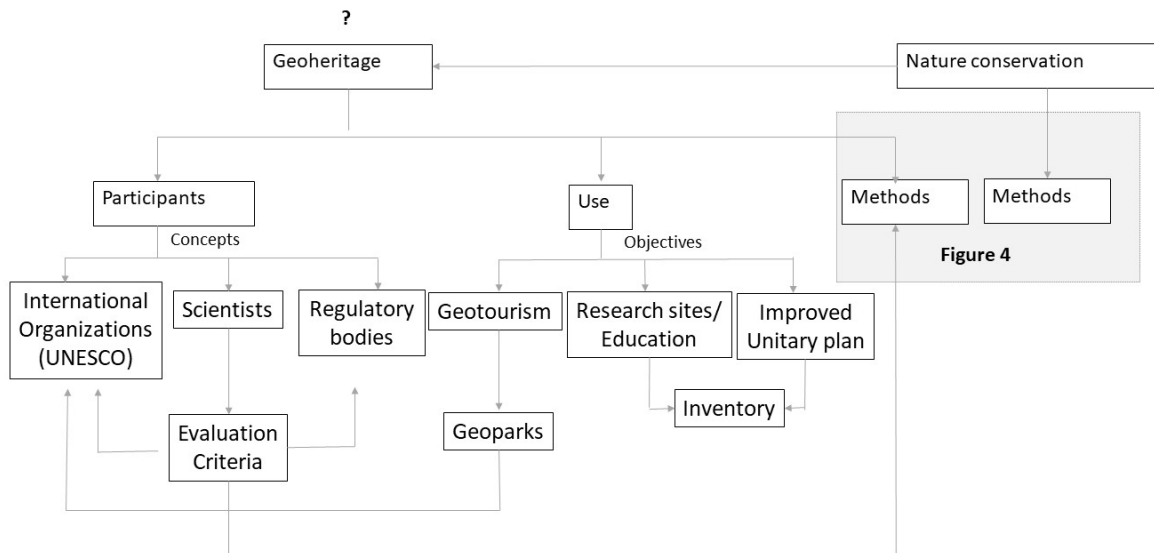 ?
Geoheritage
Nature conservation
Participants
Use
Methods
Methods
Concepts
Objectives
Figure 4
International
Organizations
(UNESCO)
Scientists
Regulatory
bodies
Geotourism
Research sites/
Education
Improved
Unitary plan
Evaluation
Criteria
Geoparks
Inventory